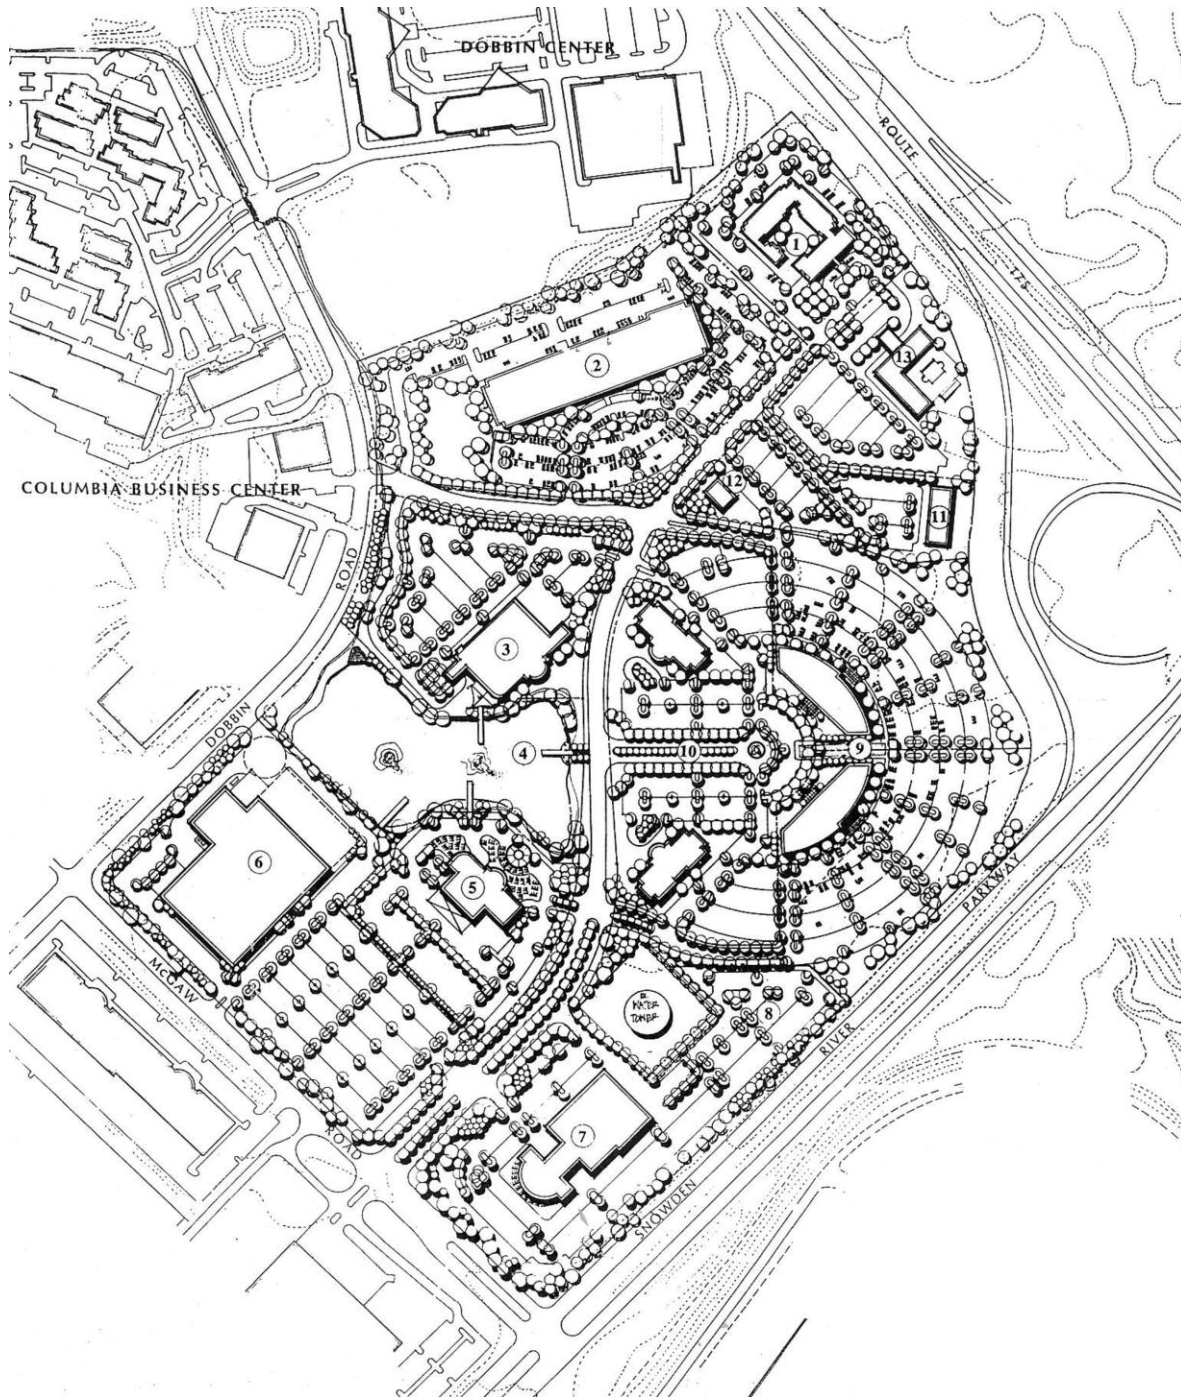 DOBBIN CENTER
ROUTE
175
1
2
13
12
11
COLUMBIA BUSINESS CENTER
ROAD
3
DOBBIN
4
10
9
6
5
PARKWAY
MCGAW
WATER
TOWER
8
RIVER
7
ROAD
SNOWDEN